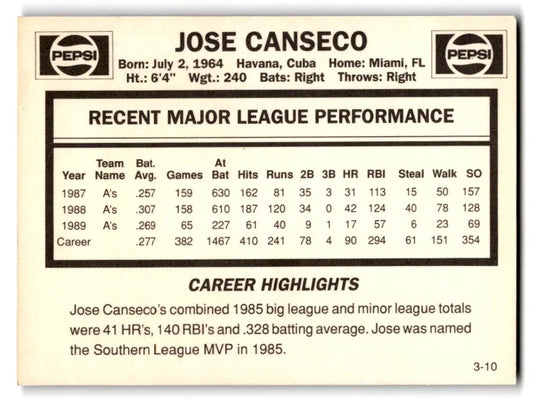 JOSE CANSECO
PEPSI PEPSI
Born: July 2, 1964 Havana, Cuba Home: Miami, FL
Ht.: 6'4" Wgt.: 240 Bats: Right Throws: Right
RECENT MAJOR LEAGUE PERFORMANCE
Team Bat. At
Year Name Avg. Games Bat Hits Runs 2B 3B HR RBI Steal Walk SO
1987 A's .257 159 630 162 81 35 3 31 113 15 50 157
1988 A's .307 158 610 187 120 34 0 42 124 40 78 128
1989 A's .269 65 227 61 40 9 1 17 57 6 23 69
Career .277 382 1467 410 241 78 4 90 294 61 151 354
CAREER HIGHLIGHTS
Jose Canseco's combined 1985 big league and minor league totals
were 41 HR's, 140 RBI's and .328 batting average. Jose was named
the Southern League MVP in 1985.
3-10